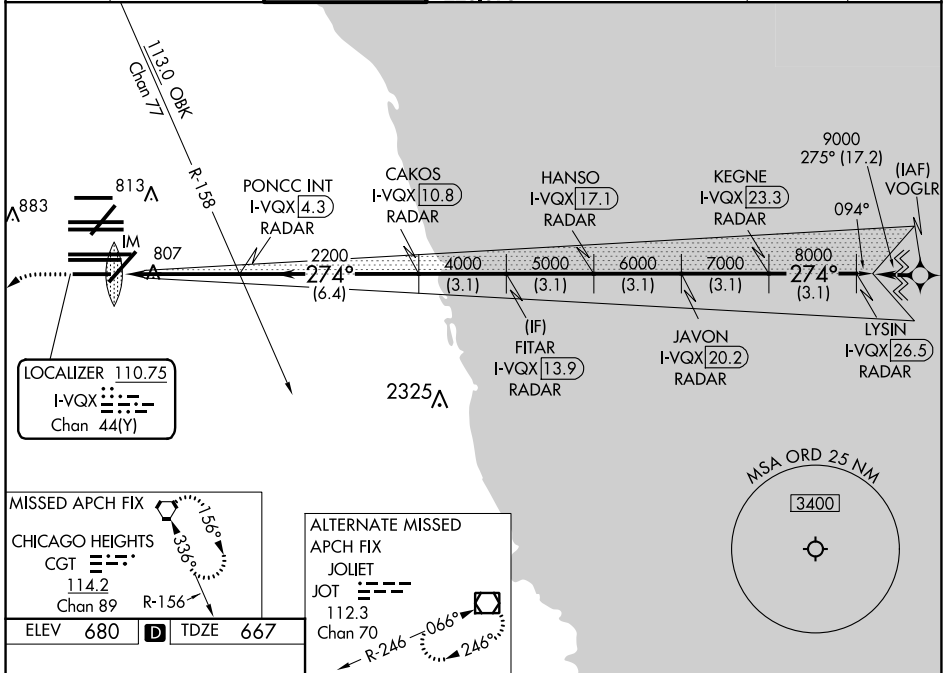 113.0 OBK
Chan 77
R-158
883
813
IM
807
PONCC INT
I-VQX 4.3
RADAR
CAKOS
I-VQX 10.8
RADAR
HANSO
I-VQX 17.1
RADAR
KEGNE
I-VQX 23.3
RADAR
9000
275° (17.2)
(IAF)
VOGLR
094°
2200
274°
(6.4)
4000
(3.1)
5000
(3.1)
6000
(3.1)
7000
(3.1)
8000
274°
(3.1)
(IF)
FITAR
I-VQX 13.9
RADAR
JAVON
I-VQX 20.2
RADAR
LYSIN
I-VQX 26.5
RADAR
LOCALIZER 110.75
I-VQX
Chan 44(Y)
2325
MSA ORD 25 NM
3400
MISSED APCH FIX
CHICAGO HEIGHTS
CGT
114.2
Chan 89
156°
336°
R-156
ALTERNATE MISSED
APCH FIX
JOLIET
JOT
112.3
Chan 70
R-246
066°
246°
ELEV 680 D TDZE 667